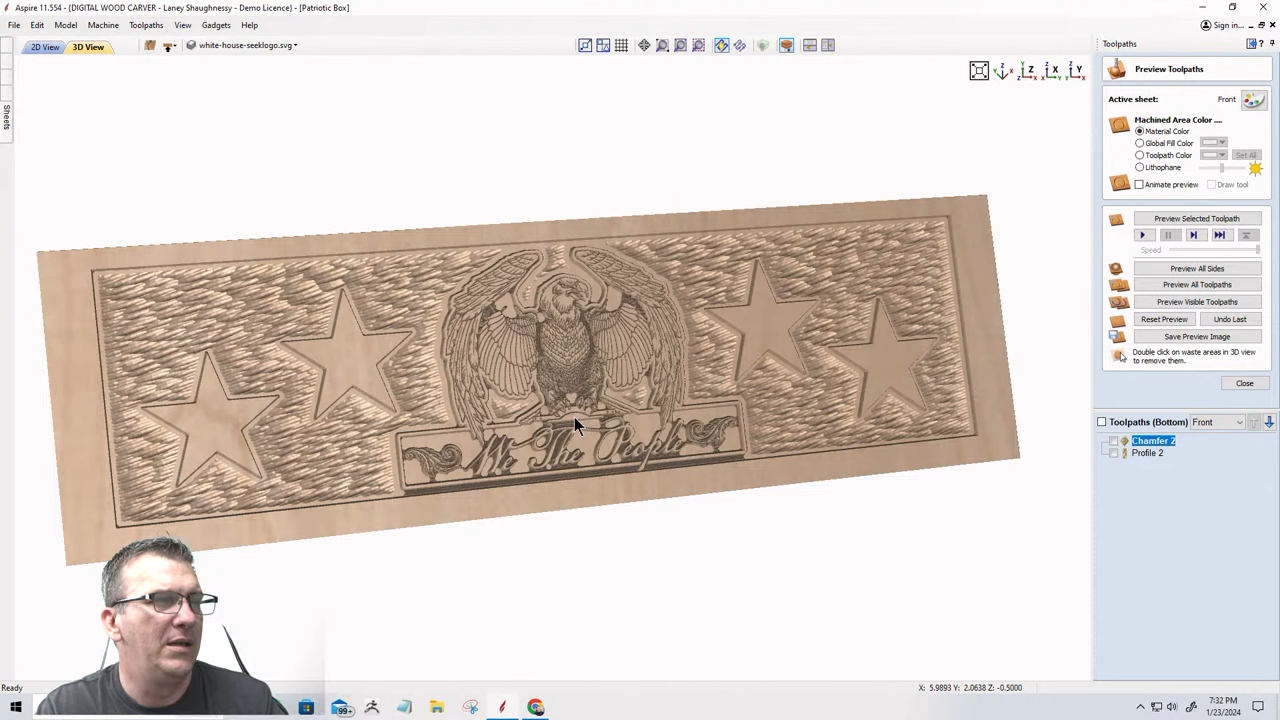 Aspire 11.554 - (DIGITAL WOOD CARVER - Laney Shaughnessy - Demo Licence) - [Patriotic Box]
File Edit Model Machine Toolpaths View Gadgets Help
Sign in...
2D View 3D View white-house-seeklogo.svg
Toolpaths
Sheets
Z X Y
Preview Toolpaths
Active sheet: Front
Machined Area Color ....
Material Color
Global Fill Color
Toolpath Color Set All
Lithophane
Animate preview Draw tool
Preview Selected Toolpath
Speed
Preview All Sides
Preview All Toolpaths
Preview Visible Toolpaths
Reset Preview Undo Last
Save Preview Image
Double click on waste areas in 3D view
to remove them.
Close
Toolpaths (Bottom) Front
Chamfer 2
Profile 2
We The People
Ready
X: 5.9893 Y: 2.0638 Z: -0.5000
99+
7:32 PM
1/23/2024